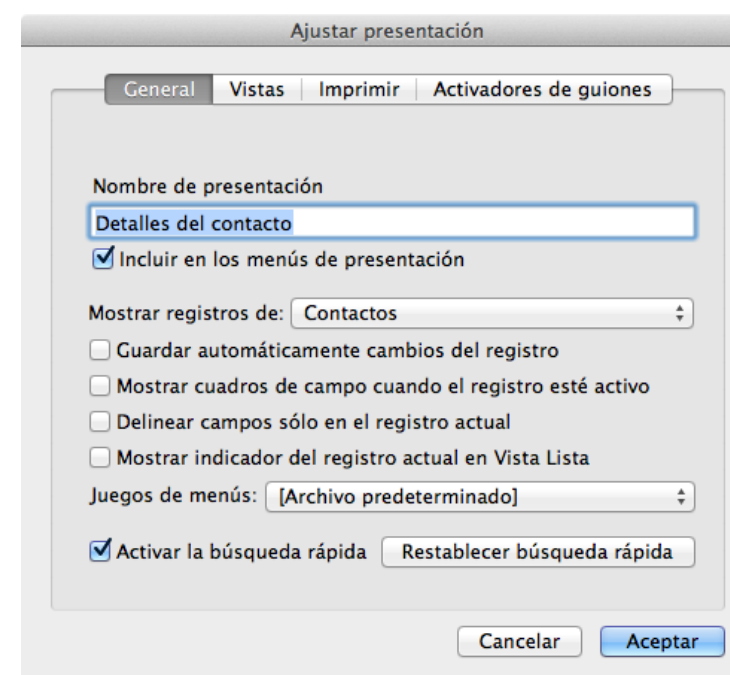 Ajustar presentación
General Vistas Imprimir Activadores de guiones
Nombre de presentación
Detalles del contacto
Incluir en los menús de presentación
Mostrar registros de: Contactos
Guardar automáticamente cambios del registro
Mostrar cuadros de campo cuando el registro esté activo
Delinear campos sólo en el registro actual
Mostrar indicador del registro actual en Vista Lista
Juegos de menús: [Archivo predeterminado]
Activar la búsqueda rápida Restablecer búsqueda rápida
Cancelar Aceptar